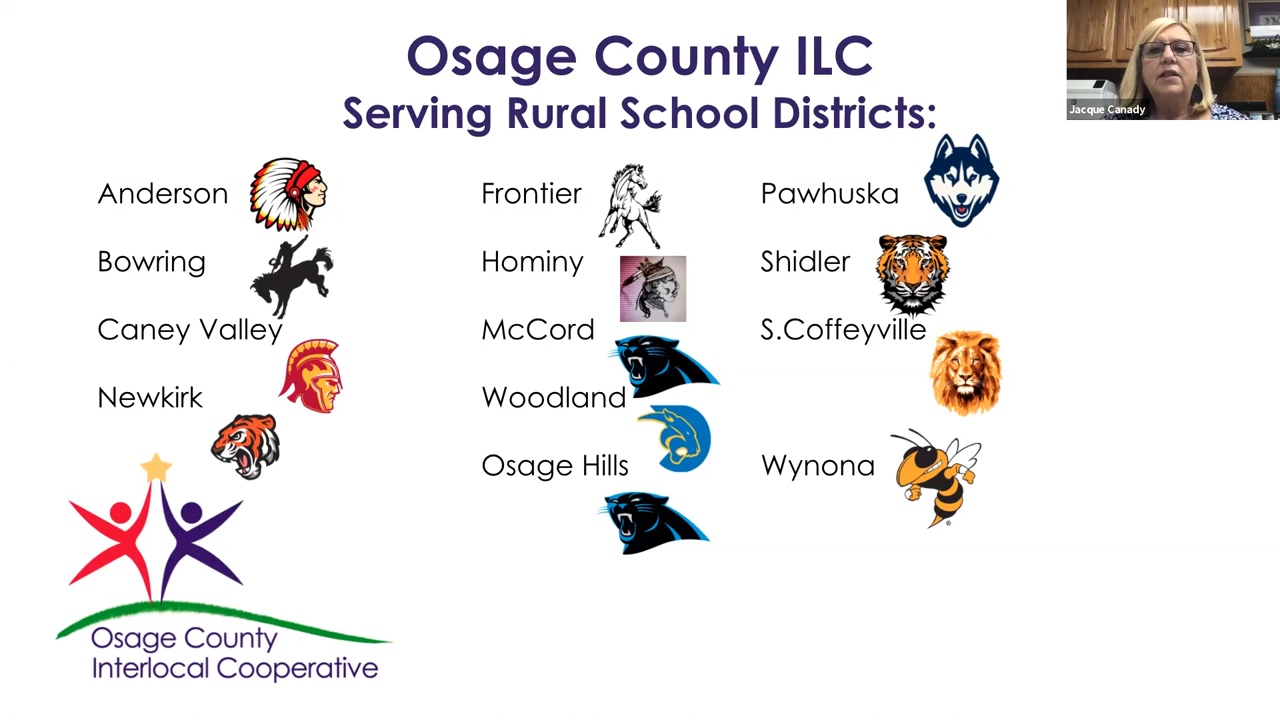 Osage County ILC
Serving Rural School Districts:
Jacque Canady
Anderson
Bowring
Caney Valley
Newkirk
Frontier
Hominy
McCord
Woodland
Osage Hills
Pawhuska
Shidler
S.Coffeyville
Wynona
Osage County
Interlocal Cooperative